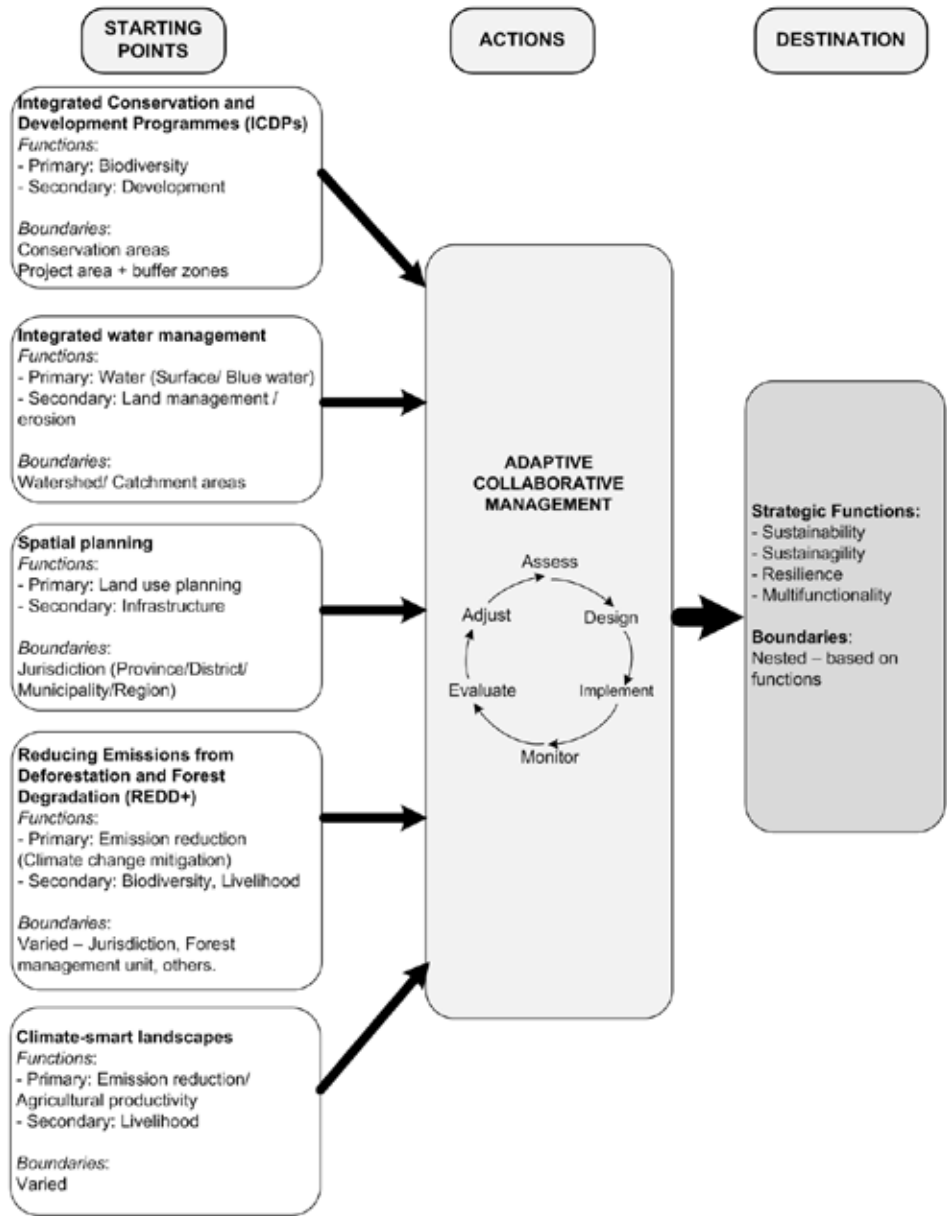 STARTING
POINTS
ACTIONS
DESTINATION
Integrated Conservation and
Development Programmes (ICDPs)
Functions:
- Primary: Biodiversity
- Secondary: Development
Boundaries:
Conservation areas
Project area + buffer zones
Integrated water management
Functions:
- Primary: Water (Surface/ Blue water)
- Secondary: Land management /
erosion
Boundaries:
Watershed/ Catchment areas
Spatial planning
Functions:
- Primary: Land use planning
- Secondary: Infrastructure
Boundaries:
Jurisdiction (Province/District/
Municipality/Region)
Reducing Emissions from
Deforestation and Forest
Degradation (REDD+)
Functions:
- Primary: Emission reduction
(Climate change mitigation)
- Secondary: Biodiversity, Livelihood
Boundaries:
Varied – Jurisdiction, Forest
management unit, others.
Climate-smart landscapes
Functions:
- Primary: Emission reduction/
Agricultural productivity
- Secondary: Livelihood
Boundaries:
Varied
ADAPTIVE
COLLABORATIVE
MANAGEMENT
Assess
Design
Implement
Monitor
Evaluate
Adjust
Strategic Functions:
- Sustainability
- Sustainagility
- Resilience
- Multifunctionality
Boundaries:
Nested – based on
functions